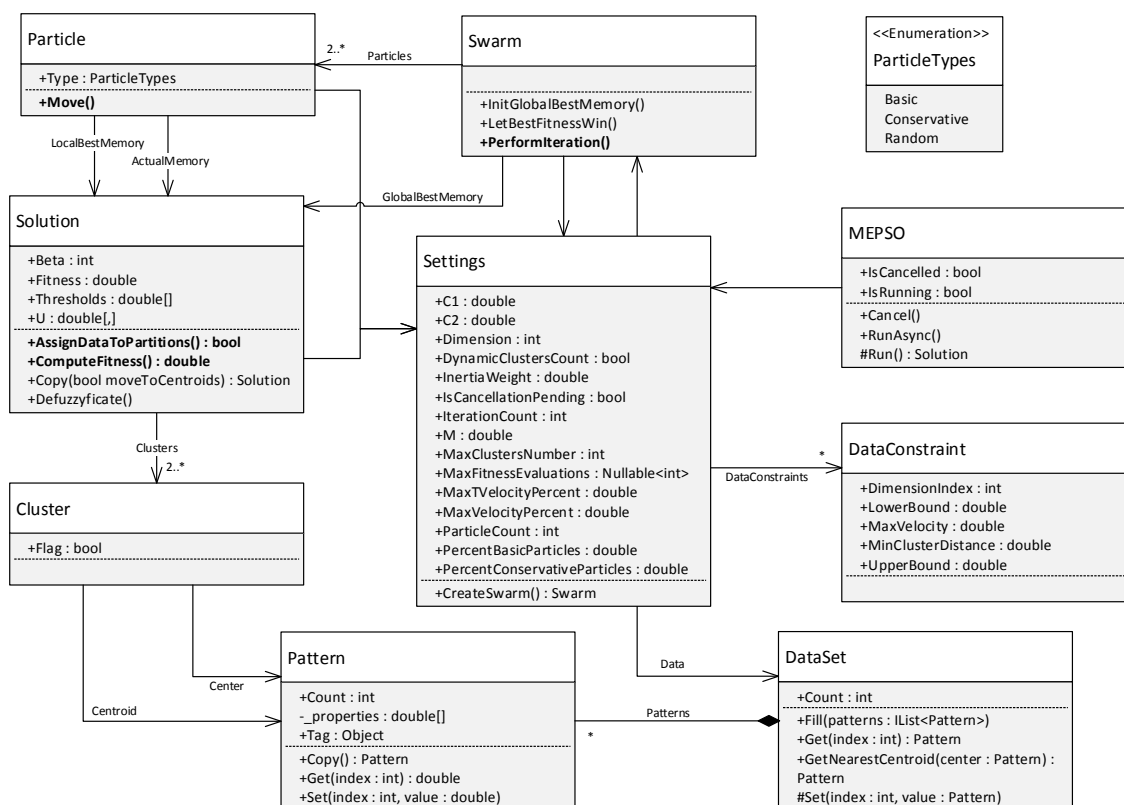 Particle
+Type : ParticleTypes
+Move()
2..*
Particles
Swarm
+InitGlobalBestMemory()
+LetBestFitnessWin()
+PerformIteration()
<<Enumeration>>
ParticleTypes
Basic
Conservative
Random
LocalBestMemory
ActualMemory
GlobalBestMemory
Solution
+Beta : int
+Fitness : double
+Thresholds : double[]
+U : double[,]
+AssignDataToPartitions() : bool
+ComputeFitness() : double
+Copy(bool moveToCentroids) : Solution
+Defuzzyficate()
Settings
+C1 : double
+C2 : double
+Dimension : int
+DynamicClustersCount : bool
+InertiaWeight : double
+IsCancellationPending : bool
+IterationCount : int
+M : double
+MaxClustersNumber : int
+MaxFitnessEvaluations : Nullable<int>
+MaxTVelocityPercent : double
+MaxVelocityPercent : double
+ParticleCount : int
+PercentBasicParticles : double
+PercentConservativeParticles : double
+CreateSwarm() : Swarm
MEPSO
+IsCancelled : bool
+IsRunning : bool
+Cancel()
+RunAsync()
#Run() : Solution
*
DataConstraints
DataConstraint
+DimensionIndex : int
+LowerBound : double
+MaxVelocity : double
+MinClusterDistance : double
+UpperBound : double
Clusters
2..*
Cluster
+Flag : bool
Center
Centroid
Pattern
+Count : int
-_properties : double[]
+Tag : Object
+Copy() : Pattern
+Get(index : int) : double
+Set(index : int, value : double)
Data
Patterns
*
DataSet
+Count : int
+Fill(patterns : IList<Pattern>)
+Get(index : int) : Pattern
+GetNearestCentroid(center : Pattern) :
Pattern
#Set(index : int, value : Pattern)